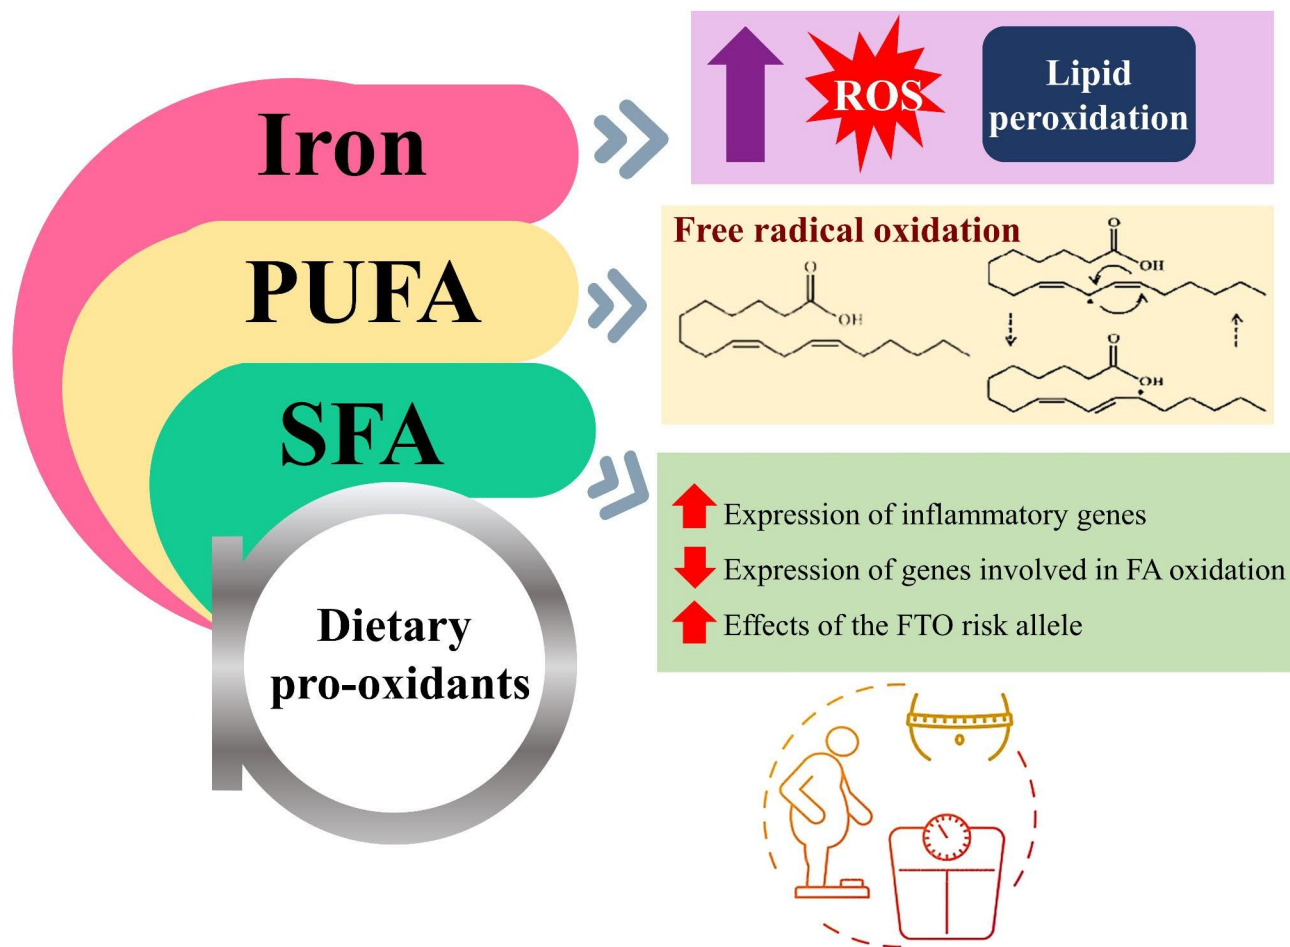 Iron
ROS
Lipid
peroxidation
PUFA
Free radical oxidation
O
OH
O
OH
O
OH
SFA
Expression of inflammatory genes
Expression of genes involved in FA oxidation
Effects of the FTO risk allele
Dietary
pro-oxidants